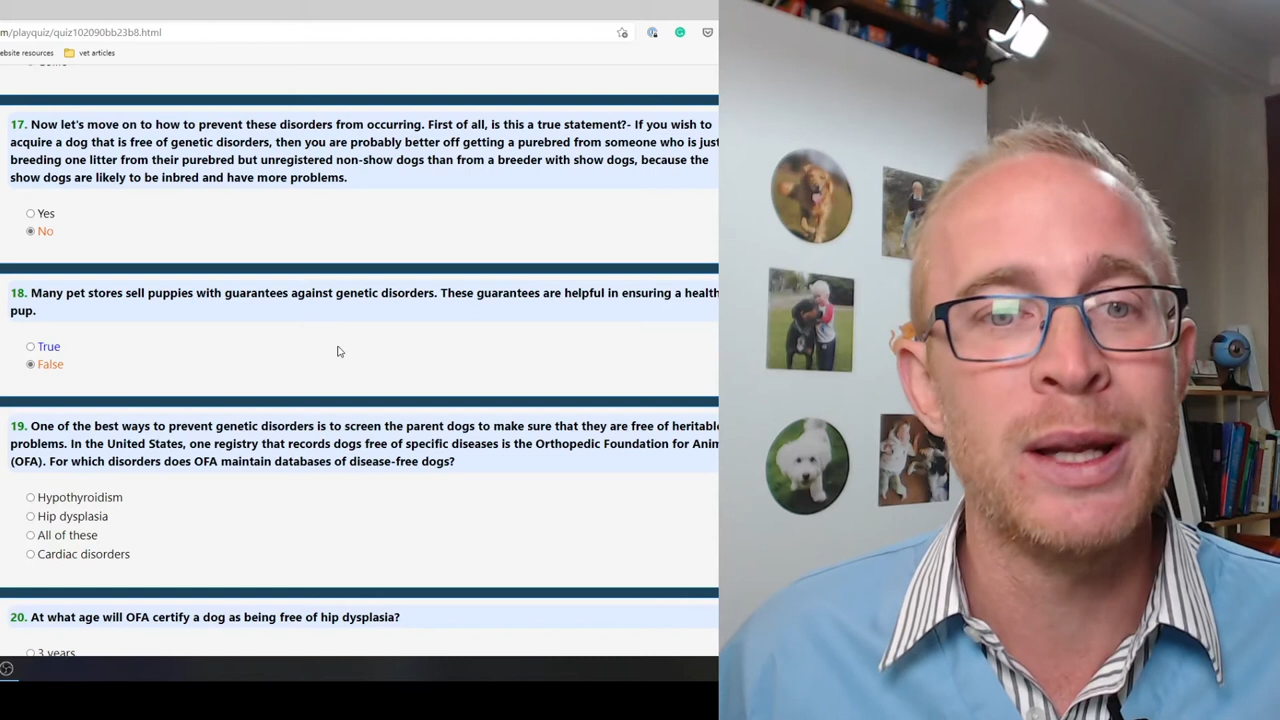 m/playquiz/quiz102090bb23b8.html
ebsite resources vet articles
17. Now let's move on to how to prevent these disorders from occurring. First of all, is this a true statement?- If you wish to
acquire a dog that is free of genetic disorders, then you are probably better off getting a purebred from someone who is just
breeding one litter from their purebred but unregistered non-show dogs than from a breeder with show dogs, because the
show dogs are likely to be inbred and have more problems.
Yes
No
18. Many pet stores sell puppies with guarantees against genetic disorders. These guarantees are helpful in ensuring a health
pup.
True
False
19. One of the best ways to prevent genetic disorders is to screen the parent dogs to make sure that they are free of heritable
problems. In the United States, one registry that records dogs free of specific diseases is the Orthopedic Foundation for Anim
(OFA). For which disorders does OFA maintain databases of disease-free dogs?
Hypothyroidism
Hip dysplasia
All of these
Cardiac disorders
20. At what age will OFA certify a dog as being free of hip dysplasia?
3 years